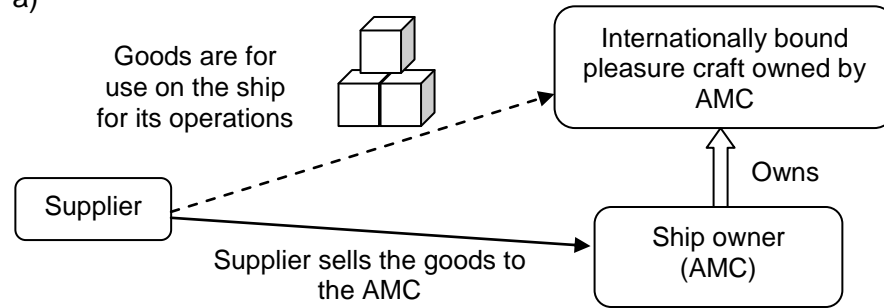 a)
Goods are for
use on the ship
for its operations
Internationally bound
pleasure craft owned by
AMC
Owns
Supplier
Supplier sells the goods to
the AMC
Ship owner
(AMC)